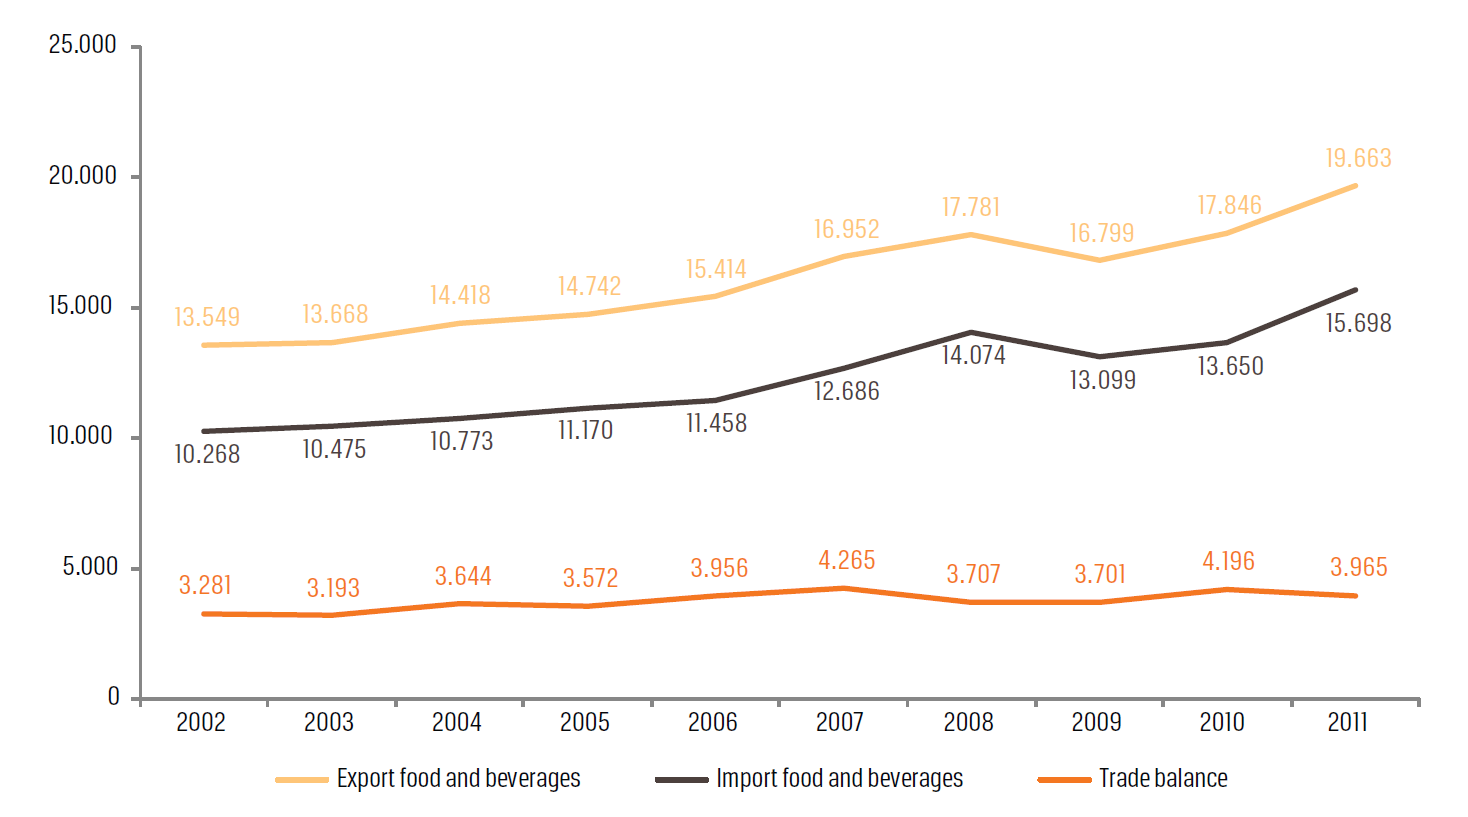 25.000
20.000
15.000
10.000
5.000
0
13.549 13.668 14.418 14.742 15.414 16.952 17.781 16.799 17.846 19.663
10.268 10.475 10.773 11.170 11.458 12.686 14.074 13.099 13.650 15.698
3.281 3.193 3.644 3.572 3.956 4.265 3.707 3.701 4.196 3.965
2002 2003 2004 2005 2006 2007 2008 2009 2010 2011
Export food and beverages Import food and beverages Trade balance